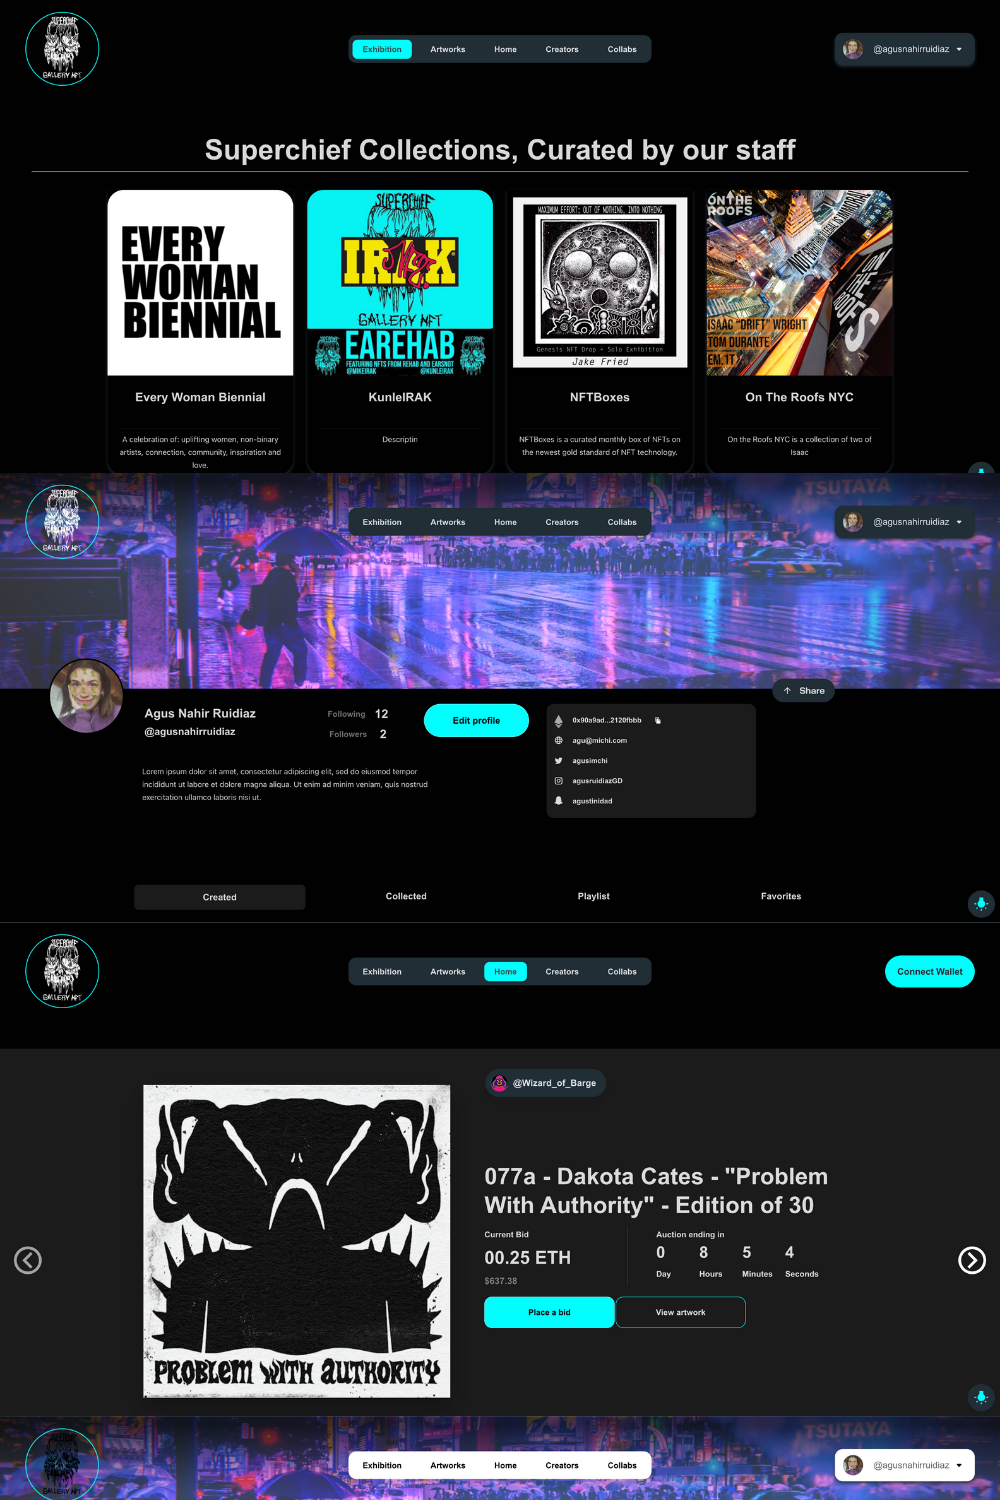 SUPERCHIEF
GALLERY NFT
Exhibition
Artworks
Home
Creators
Collabs
@agusnahirruidiaz
Superchief Collections, Curated by our staff
EVERY
WOMAN
BIENNIAL
SUPERCHIEF
IRAK
GALLERY NFT
EAREHAB
FEATURING NFTS FROM REHAB AND EARSNOT
@MIKEIRAK
@KUNLEIRAK
MAXIMUM EFFORT; OUT OF NOTHING, INTO NOTHING
Genesis NFT Drop + Solo Exhibition
Jake Fried
ON THE
ROOFS
ON
THE
ROOFS
ISAAC "DRIFT" WRIGHT
TOM DURANTE
EM.1T
Every Woman Biennial
KunleIRAK
NFTBoxes
On The Roofs NYC
A celebration of: uplifting women, non-binary
artists, connection, community, inspiration and
love.
Descriptin
NFTBoxes is a curated monthly box of NFTs on
the newest gold standard of NFT technology.
On the Roofs NYC is a collection of two of
Isaac
SUPERCHIEF
GALLERY NFT
Exhibition
Artworks
Home
Creators
Collabs
TSUTAYA
@agusnahirruidiaz
Share
Agus Nahir Ruidiaz
@agusnahirruidiaz
Following 12
Followers 2
Edit profile
0x90a9ad...2120fbbb
agu@michi.com
agusimchi
agusruidiazGD
agustinidad
Lorem ipsum dolor sit amet, consectetur adipiscing elit, sed do eiusmod tempor
incididunt ut labore et dolore magna aliqua. Ut enim ad minim veniam, quis nostrud
exercitation ullamco laboris nisi ut.
Created
Collected
Playlist
Favorites
SUPERCHIEF
GALLERY NFT
Exhibition
Artworks
Home
Creators
Collabs
Connect Wallet
@Wizard_of_Barge
077a - Dakota Cates - "Problem
With Authority" - Edition of 30
Current Bid
00.25 ETH
$637.38
Auction ending in
0 8 5 4
Day Hours Minutes Seconds
Place a bid
View artwork
PROBLEM WITH AUTHORITY
SUPERCHIEF
GALLERY NFT
Exhibition
Artworks
Home
Creators
Collabs
TSUTAYA
@agusnahirruidiaz